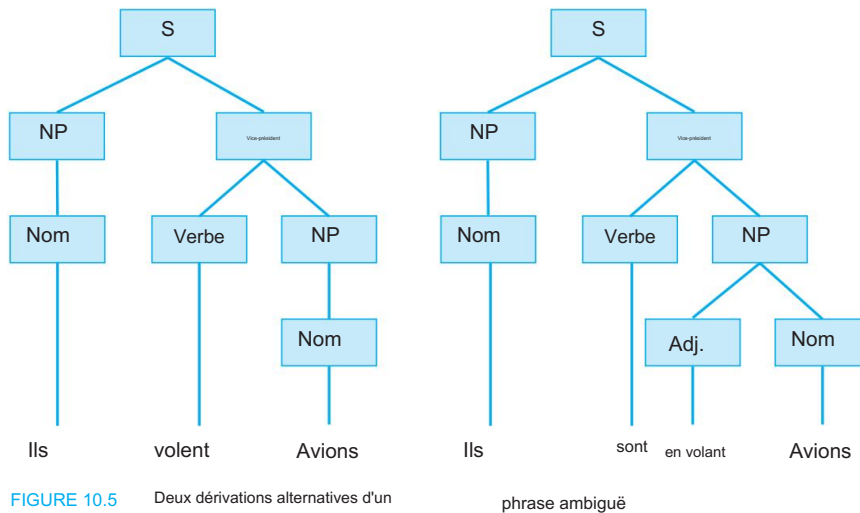 S S
NP Vice-président NP Vice-président
Nom Verbe NP Nom Verbe NP
Nom Adj. Nom
Ils volent Avions Ils sont en volant Avions
FIGURE 10.5 Deux dérivations alternatives d'un phrase ambiguë